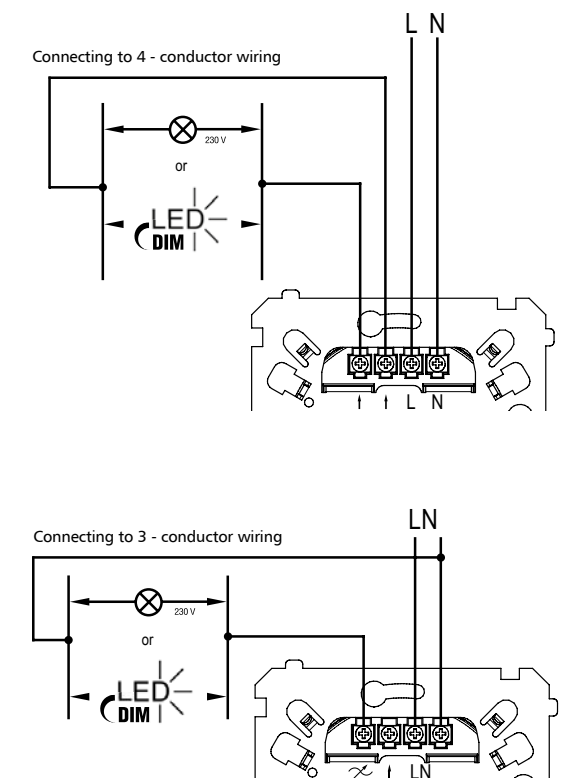 L N
Connecting to 4 - conductor wiring
230 V
or
LED
DIM
↑ ↑ L N
LN
Connecting to 3 - conductor wiring
230 V
or
LED
DIM
↑ LN